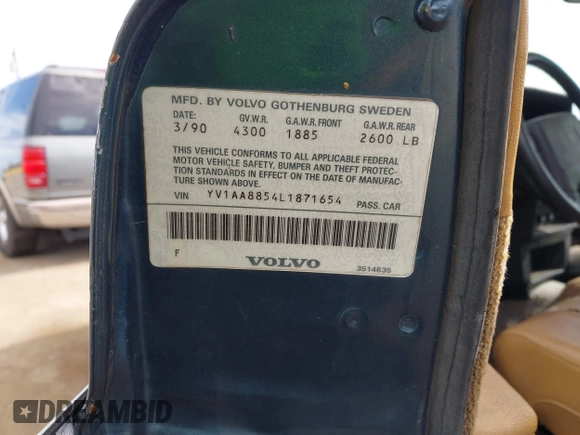 MFD. BY VOLVO GOTHENBURG SWEDEN
DATE: G.V.W.R. G.A.W.R. FRONT G.A.W.R. REAR
3/90 4300 1885 2600 LB
THIS VEHICLE CONFORMS TO ALL APPLICABLE FEDERAL
MOTOR VEHICLE SAFETY, BUMPER AND THEFT PROTEC-
TION STANDARDS IN EFFECT ON THE DATE OF MANUFAC-
TURE SHOWN ABOVE.
VIN YV1AA8854L1871654 PASS. CAR
F VOLVO 3514635
DREAMBID